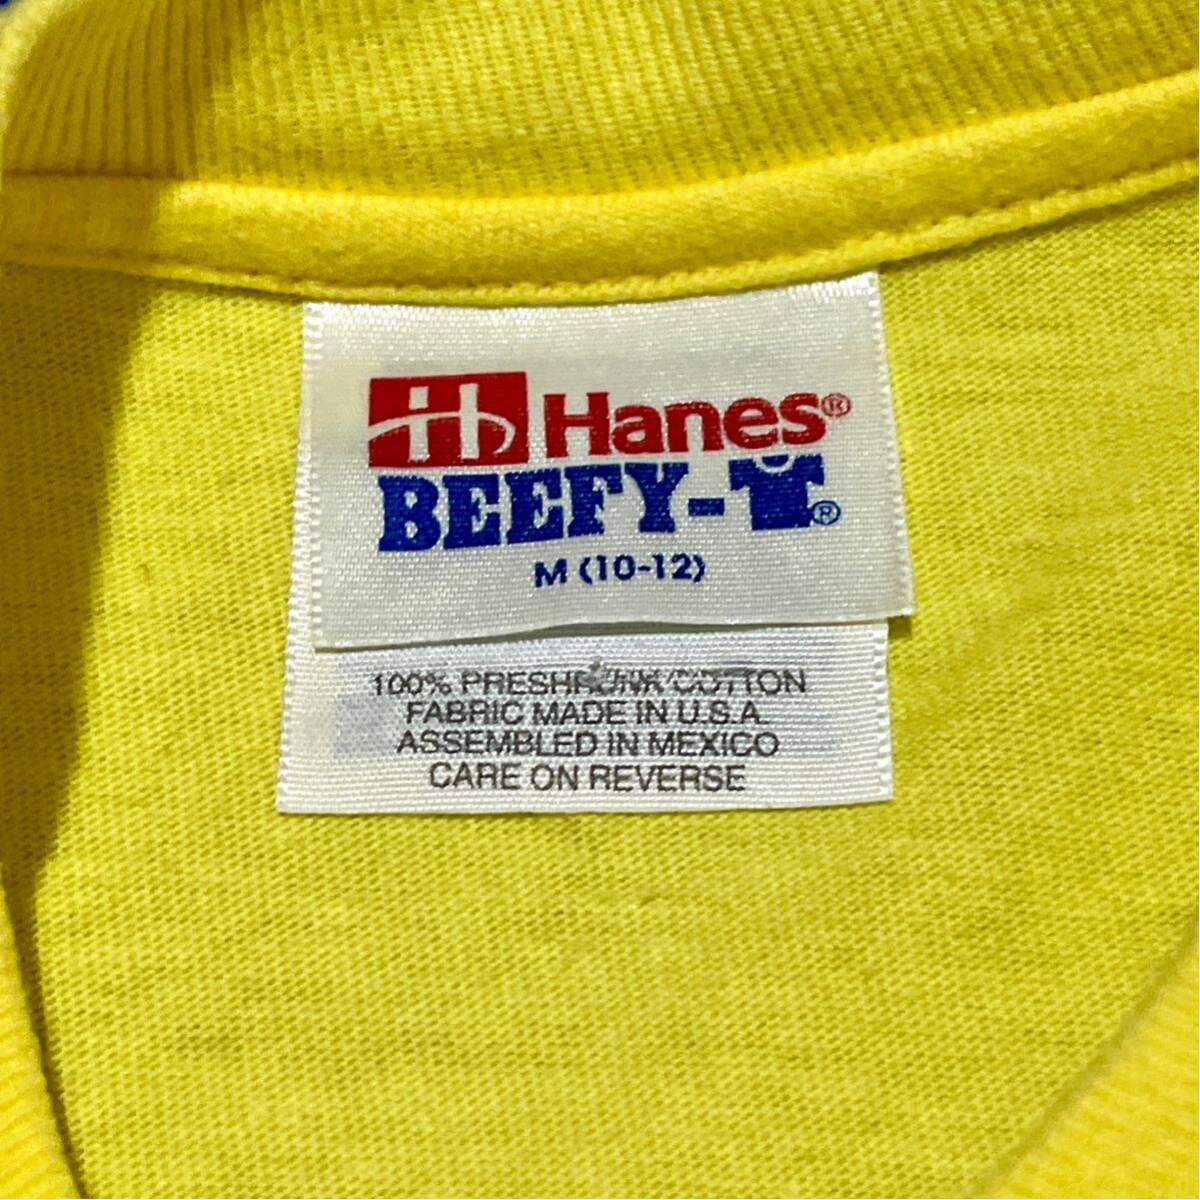 Hanes®
BEEFY-T®
M (10-12)
100% PRESHRUNK COTTON
FABRIC MADE IN U.S.A.
ASSEMBLED IN MEXICO
CARE ON REVERSE